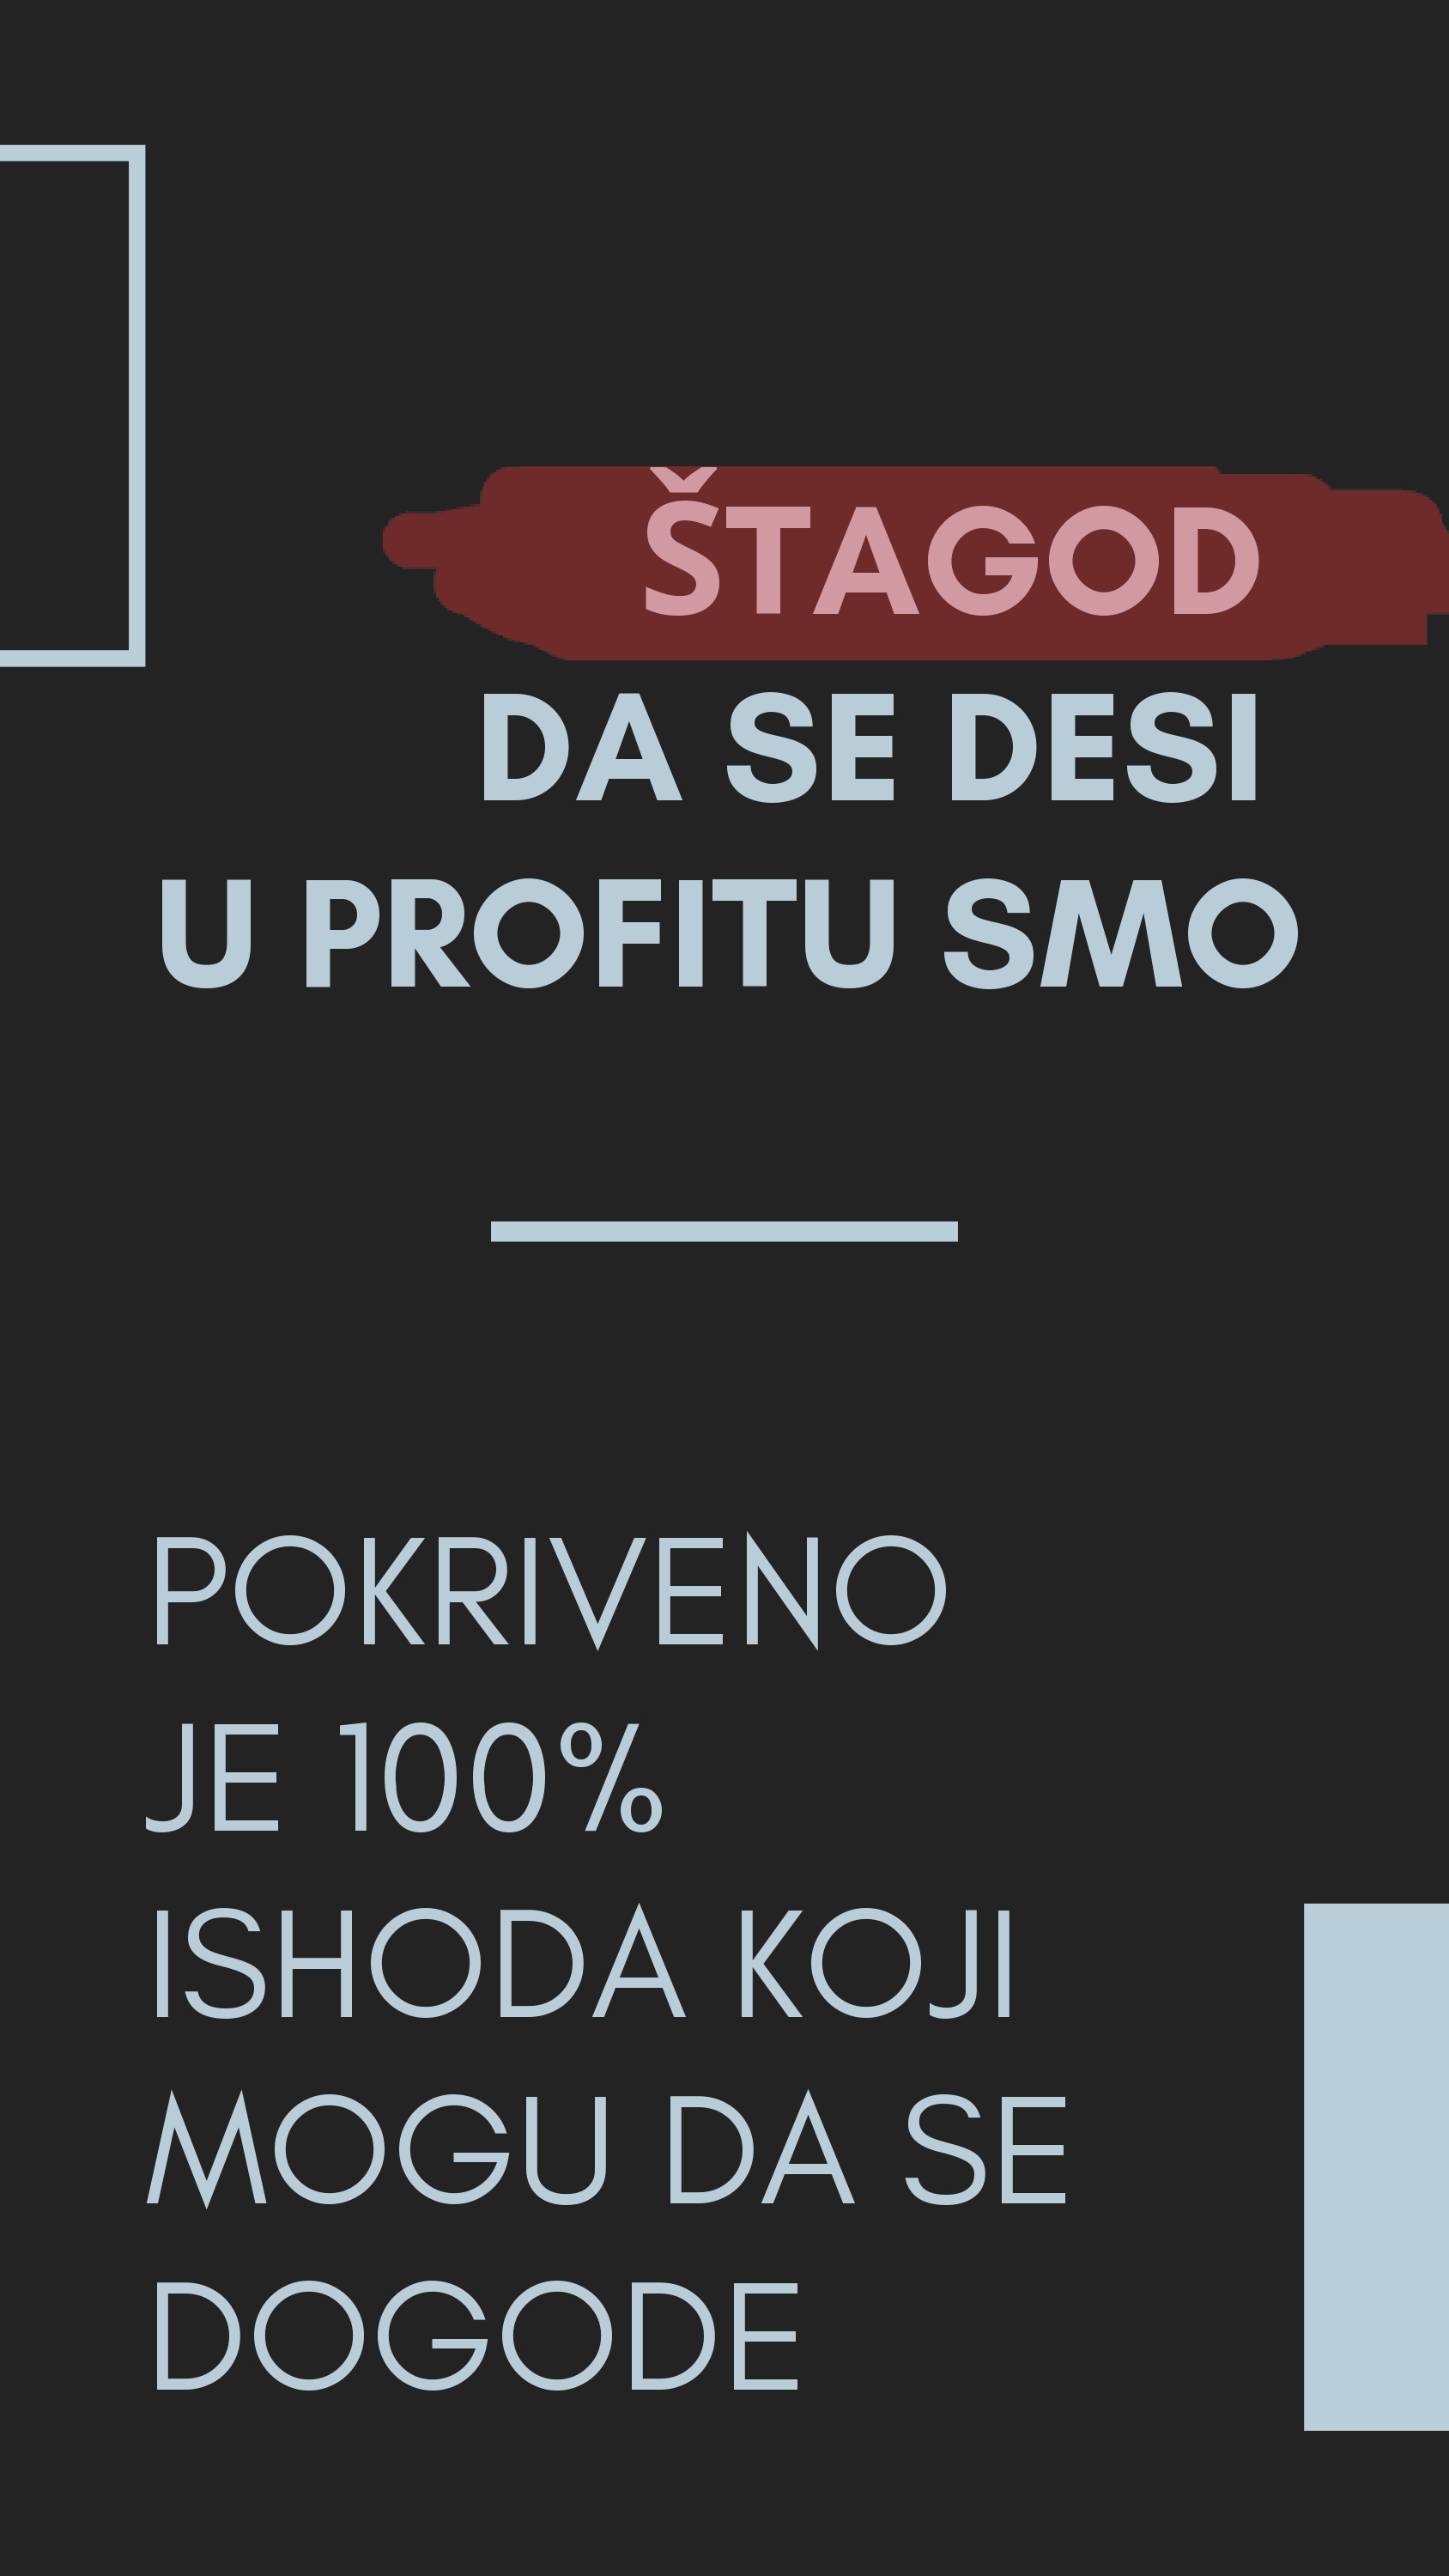 ŠTAGOD
DA SE DESI
U PROFITU SMO
POKRIVENO
JE 100%
ISHODA KOJI
MOGU DA SE
DOGODE